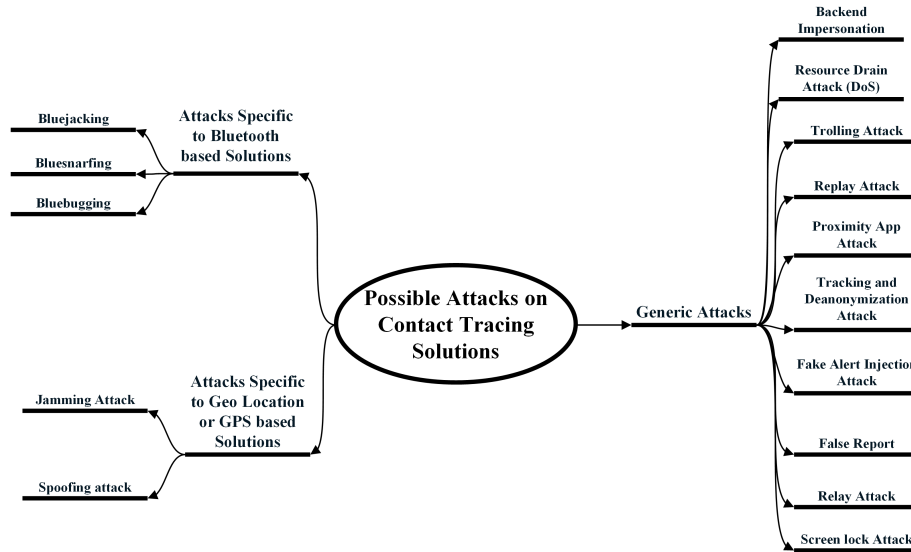 Possible Attacks on
Contact Tracing
Solutions
Attacks Specific
to Bluetooth
based Solutions
Bluejacking
Bluesnarfing
Bluebugging
Attacks Specific
to Geo Location
or GPS based
Solutions
Jamming Attack
Spoofing attack
Generic Attacks
Backend
Impersonation
Resource Drain
Attack (DoS)
Trolling Attack
Replay Attack
Proximity App
Attack
Tracking and
Deanonymization
Attack
Fake Alert Injection
Attack
False Report
Relay Attack
Screen lock Attack